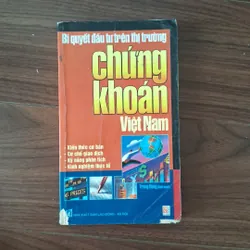 Bí quyết đầu tư trên thị trường
chứng
khoán
Việt Nam
- Kiến thức cơ bản
- Cơ chế giao dịch
- Kỹ năng phân tích
- Kinh nghiệm thực tế